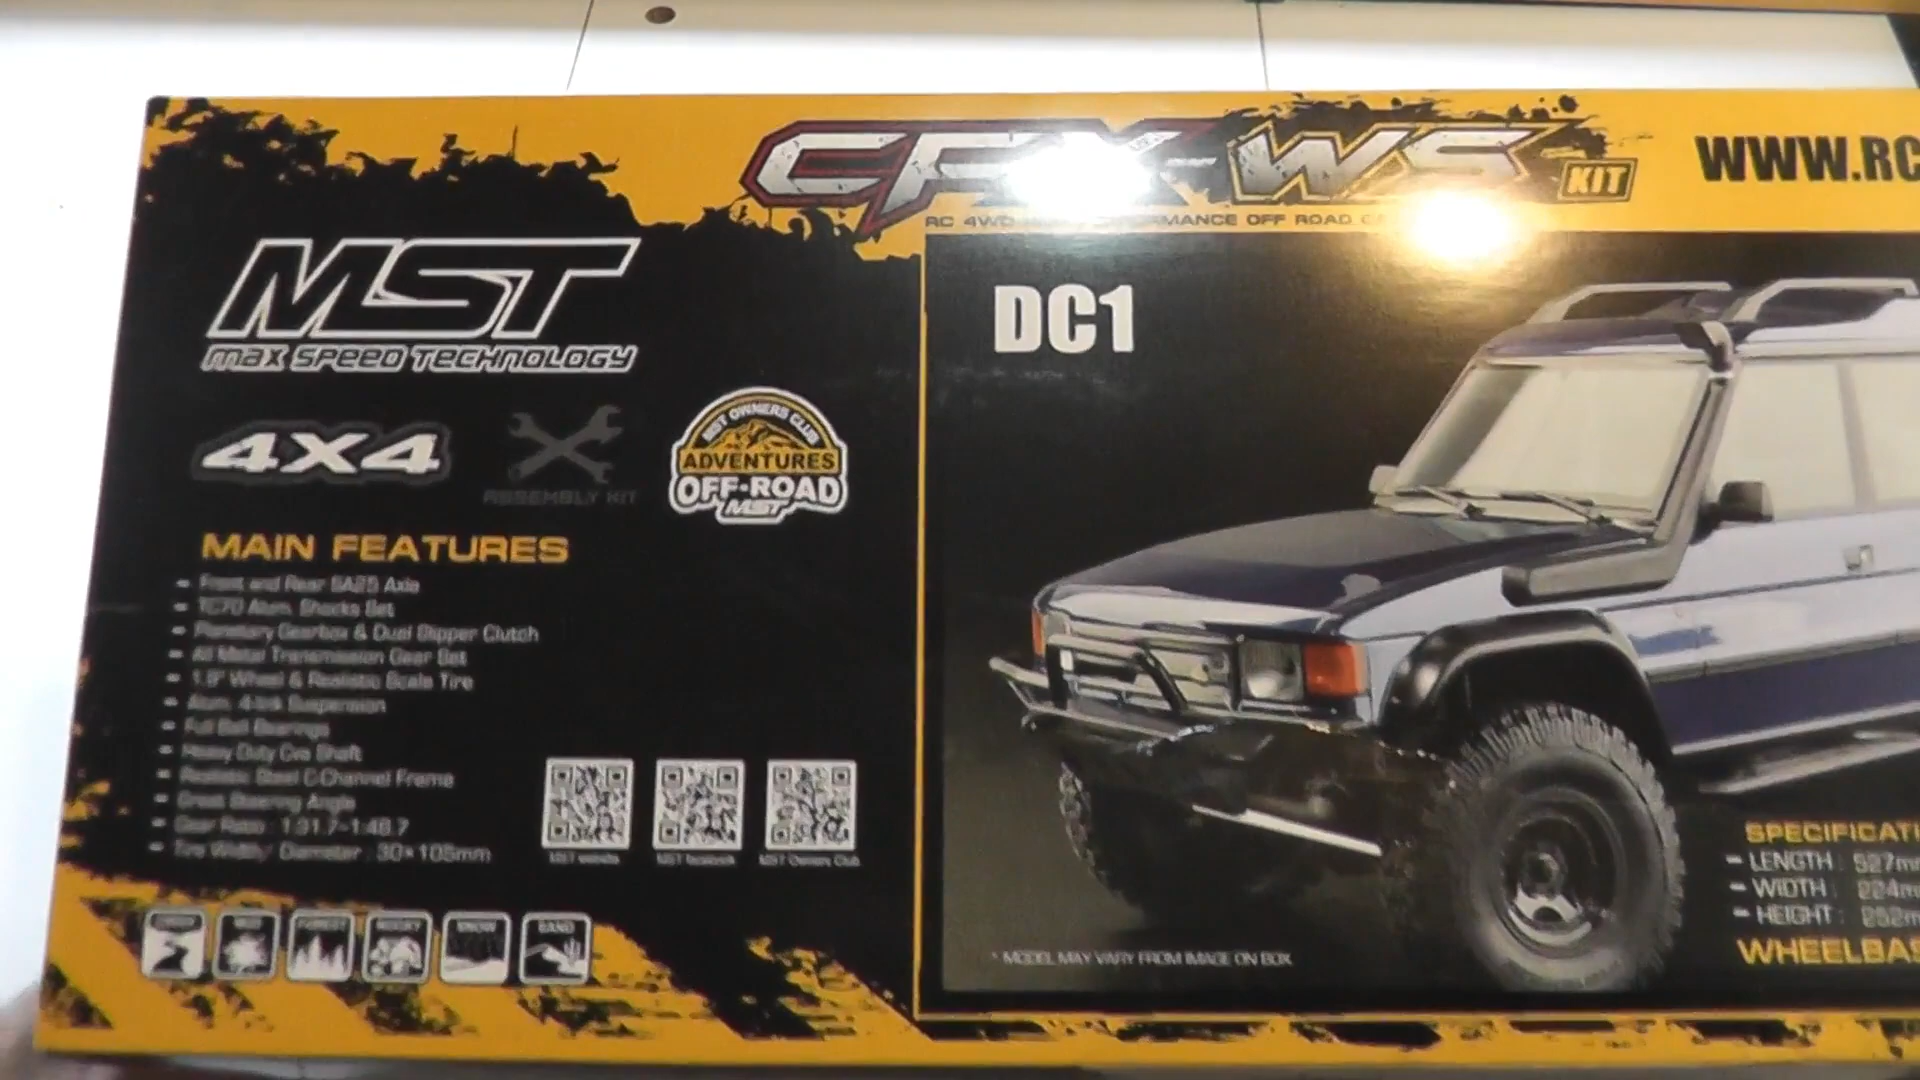 CFX-WS KIT
WWW.RC
RC 4WD HIGH PERFORMANCE OFF ROAD
MST
MAX SPEED TECHNOLOGY
4X4
ASSEMBLY KIT
MST OWNERS CLUB
ADVENTURES
OFF-ROAD
MST
MAIN FEATURES
- Front and Rear SA25 Axle
- TC70 Alum. Shocks Set
- Planetary Gearbox & Dual Slipper Clutch
- All Metal Transmission Gear Set
- 1.9" Wheel & Realistic Scale Tire
- Alum. 4-link Suspension
- Full Ball Bearings
- Heavy Duty Cva Shaft
- Realistic Steel C-Channel Frame
- Great Steering Angle
- Gear Ratio : 1:31.7~1:48.7
- Tire Width/ Diameter : 30×105mm
MST website
MST facebook
MST Owners Club
FOREST
ROCKY
SNOW
SAND
DC1
* MODEL MAY VARY FROM IMAGE ON BOX.
SPECIFICATI
- LENGTH : 527m
- WIDTH : 224m
- HEIGHT : 252m
WHEELBAS